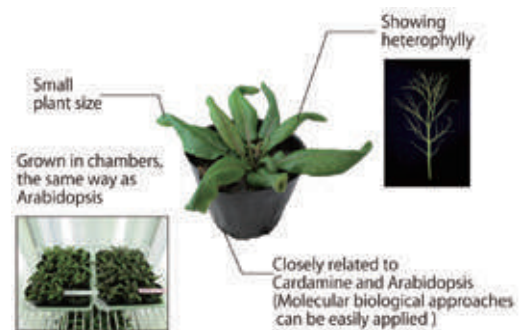 Showing
heterophylly
Small
plant size
Grown in chambers,
the same way as
Arabidopsis
Closely related to
Cardamine and Arabidopsis
(Molecular biological approaches
can be easily applied )